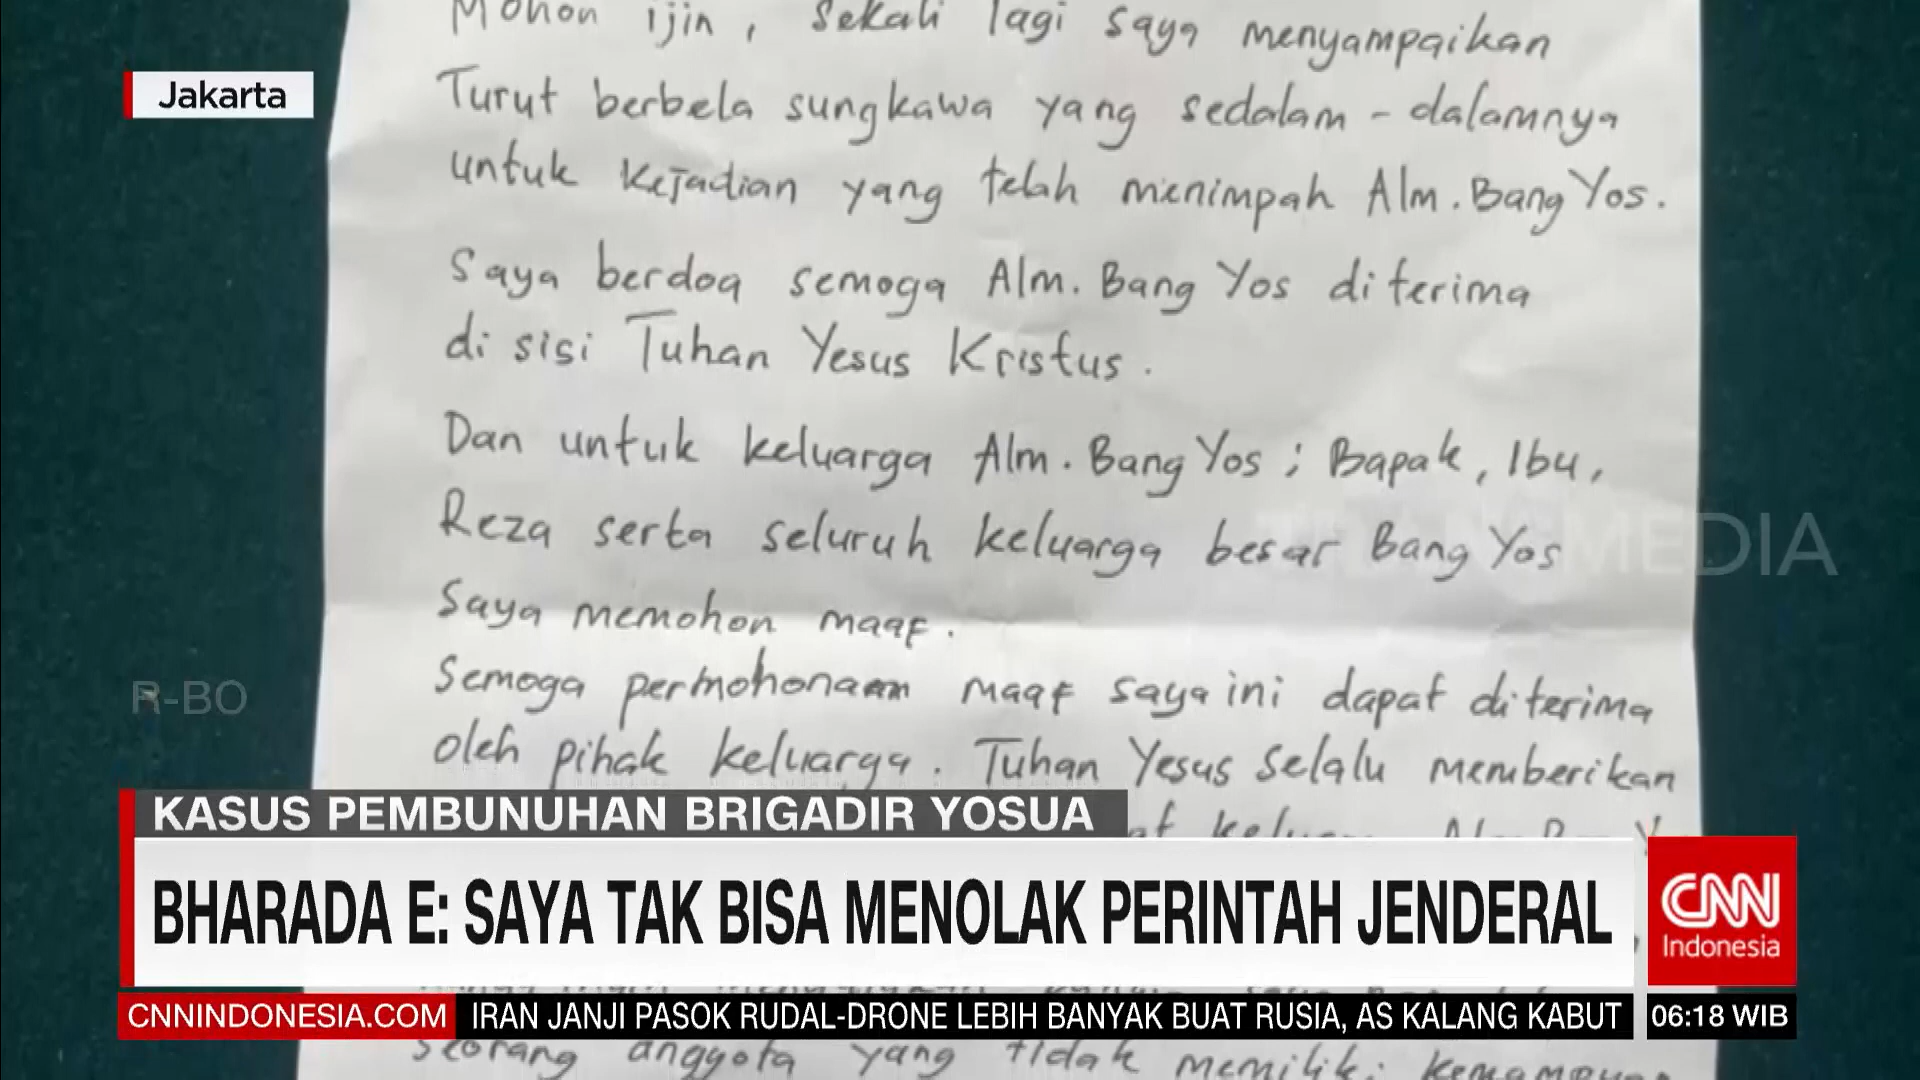 Mohon ijin, sekali lagi saya menyampaikan
Jakarta
Turut berbela sungkawa yang sedalam-dalamnya
untuk kejadian yang telah menimpah Alm. Bang Yos.
Saya berdoa semoga Alm. Bang Yos diterima
di sisi Tuhan Yesus Kristus.
Dan untuk keluarga Alm. Bang Yos ; Bapak, Ibu,
Reza serta seluruh keluarga besar Bang Yos
MEDIA
Saya memohon maaf.
Semoga permohonaan maaf saya ini dapat diterima
R-BO
oleh pihak keluarga. Tuhan Yesus selalu memberikan
KASUS PEMBUNUHAN BRIGADIR YOSUA
BHARADA E: SAYA TAK BISA MENOLAK PERINTAH JENDERAL
CNN
Indonesia
CNNINDONESIA.COM IRAN JANJI PASOK RUDAL-DRONE LEBIH BANYAK BUAT RUSIA, AS KALANG KABUT 06:18 WIB
seorang anggota yang tidak memiliki